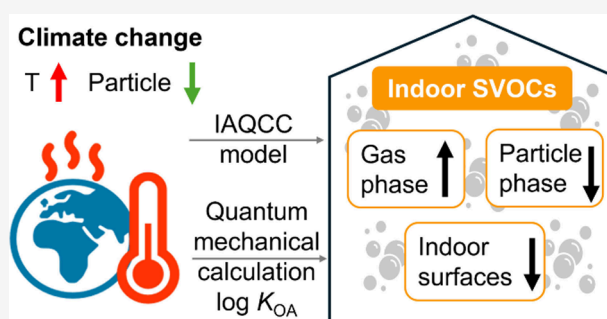 Climate change
T Particle
IAQCC
model
Quantum
mechanical
calculation
log KOA
Indoor SVOCs
Gas
phase
Particle
phase
Indoor
surfaces